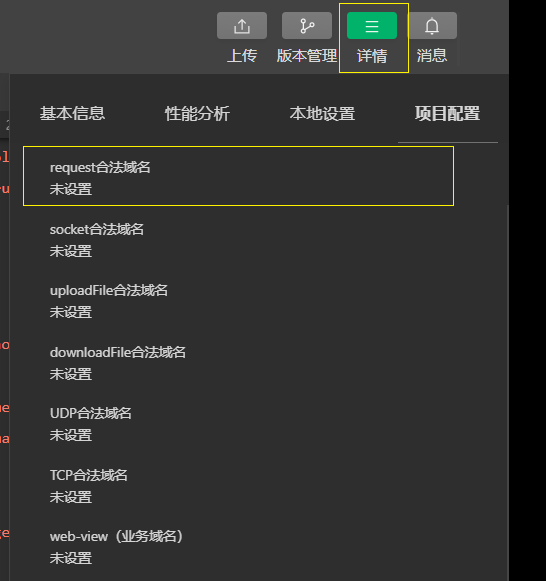 上传 版本管理 详情 消息
基本信息 性能分析 本地设置 项目配置
request合法域名
未设置
socket合法域名
未设置
uploadFile合法域名
未设置
downloadFile合法域名
未设置
UDP合法域名
未设置
TCP合法域名
未设置
web-view（业务域名）
未设置